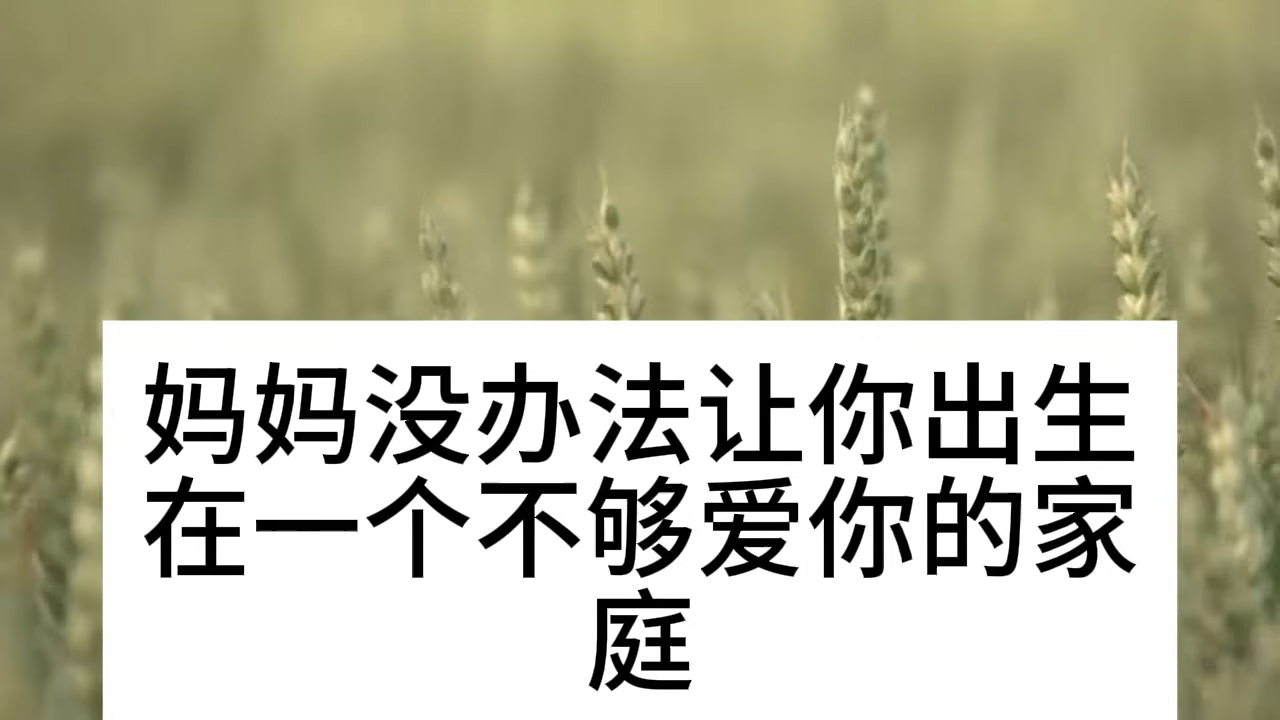 妈妈没办法让你出生
在一个不够爱你的家
庭